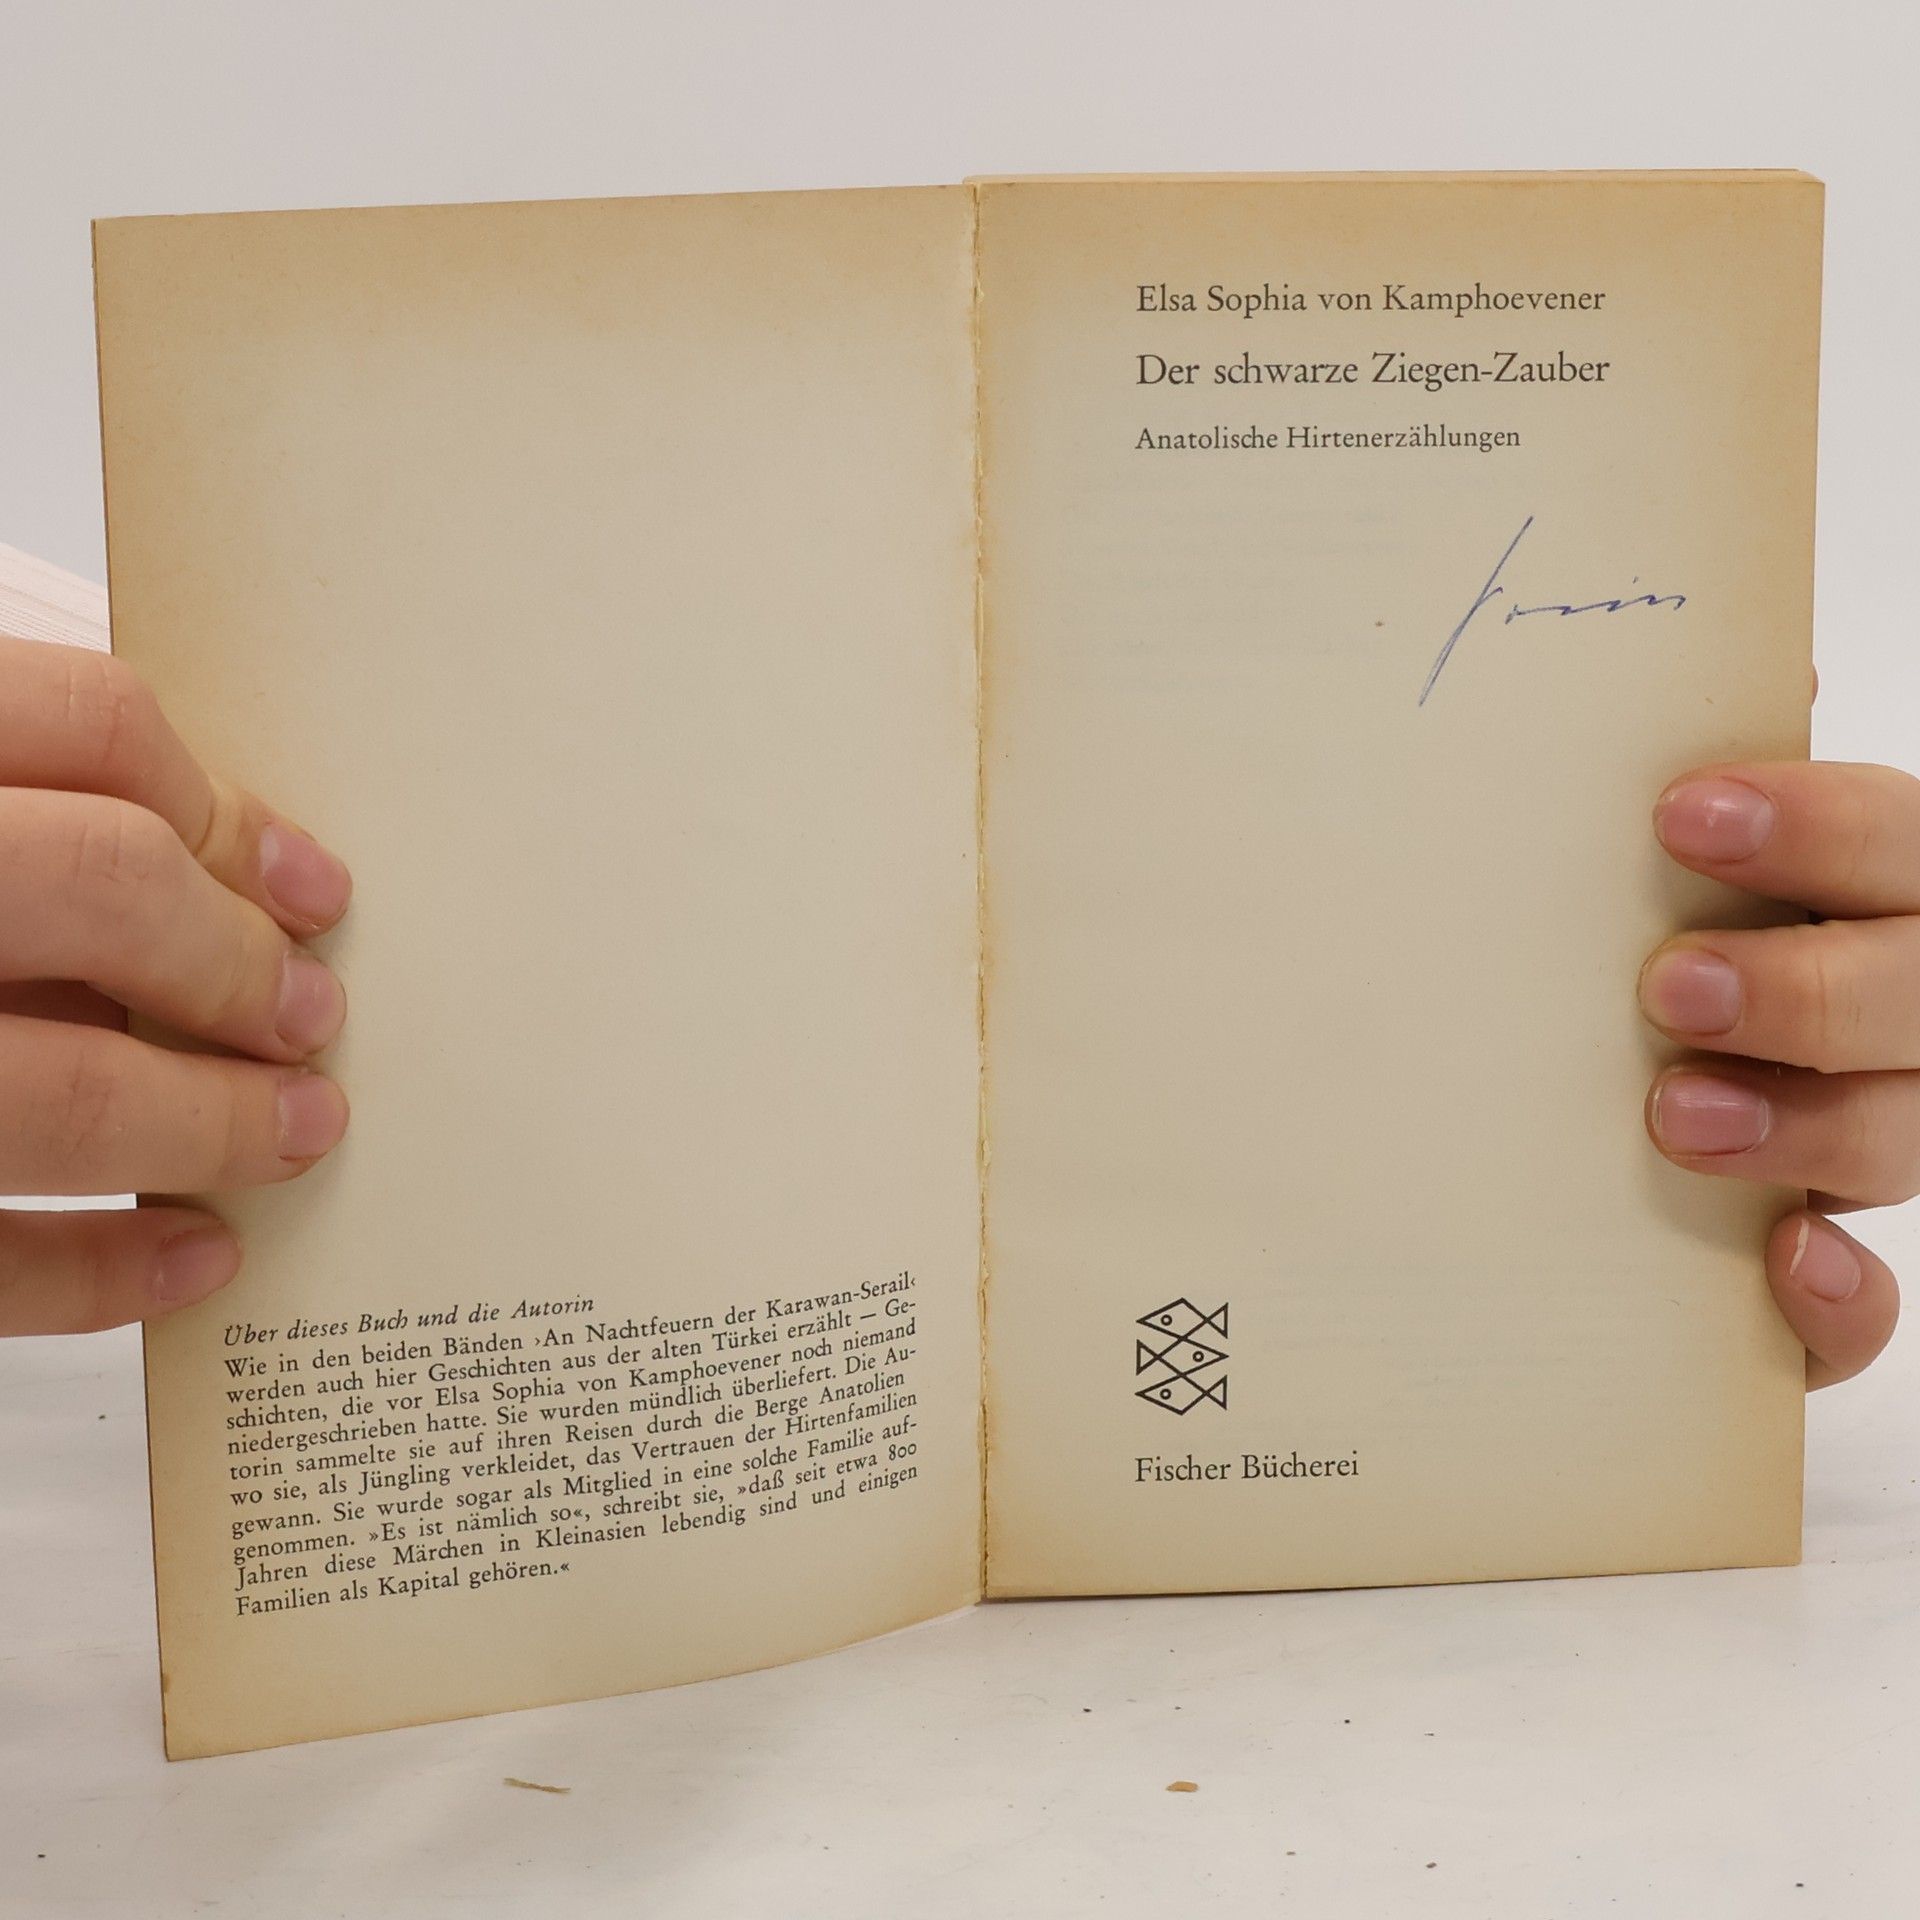 Über dieses Buch und die Autorin
Wie in den beiden Bänden ›An Nachtfeuern der Karawan-Serail‹
werden auch hier Geschichten aus der alten Türkei erzählt — Ge-
schichten, die vor Elsa Sophia von Kamphoevener noch niemand
niedergeschrieben hatte. Sie wurden mündlich überliefert. Die Au-
torin sammelte sie auf ihren Reisen durch die Berge Anatolien
wo sie, als Jüngling verkleidet, das Vertrauen der Hirtenfamilien
gewann. Sie wurde sogar als Mitglied in eine solche Familie auf-
genommen. »Es ist nämlich so«, schreibt sie, »daß seit etwa 800
Jahren diese Märchen in Kleinasien lebendig sind und einigen
Familien als Kapital gehören.«
Elsa Sophia von Kamphoevener
Der schwarze Ziegen-Zauber
Anatolische Hirtenerzählungen
Fischer Bücherei